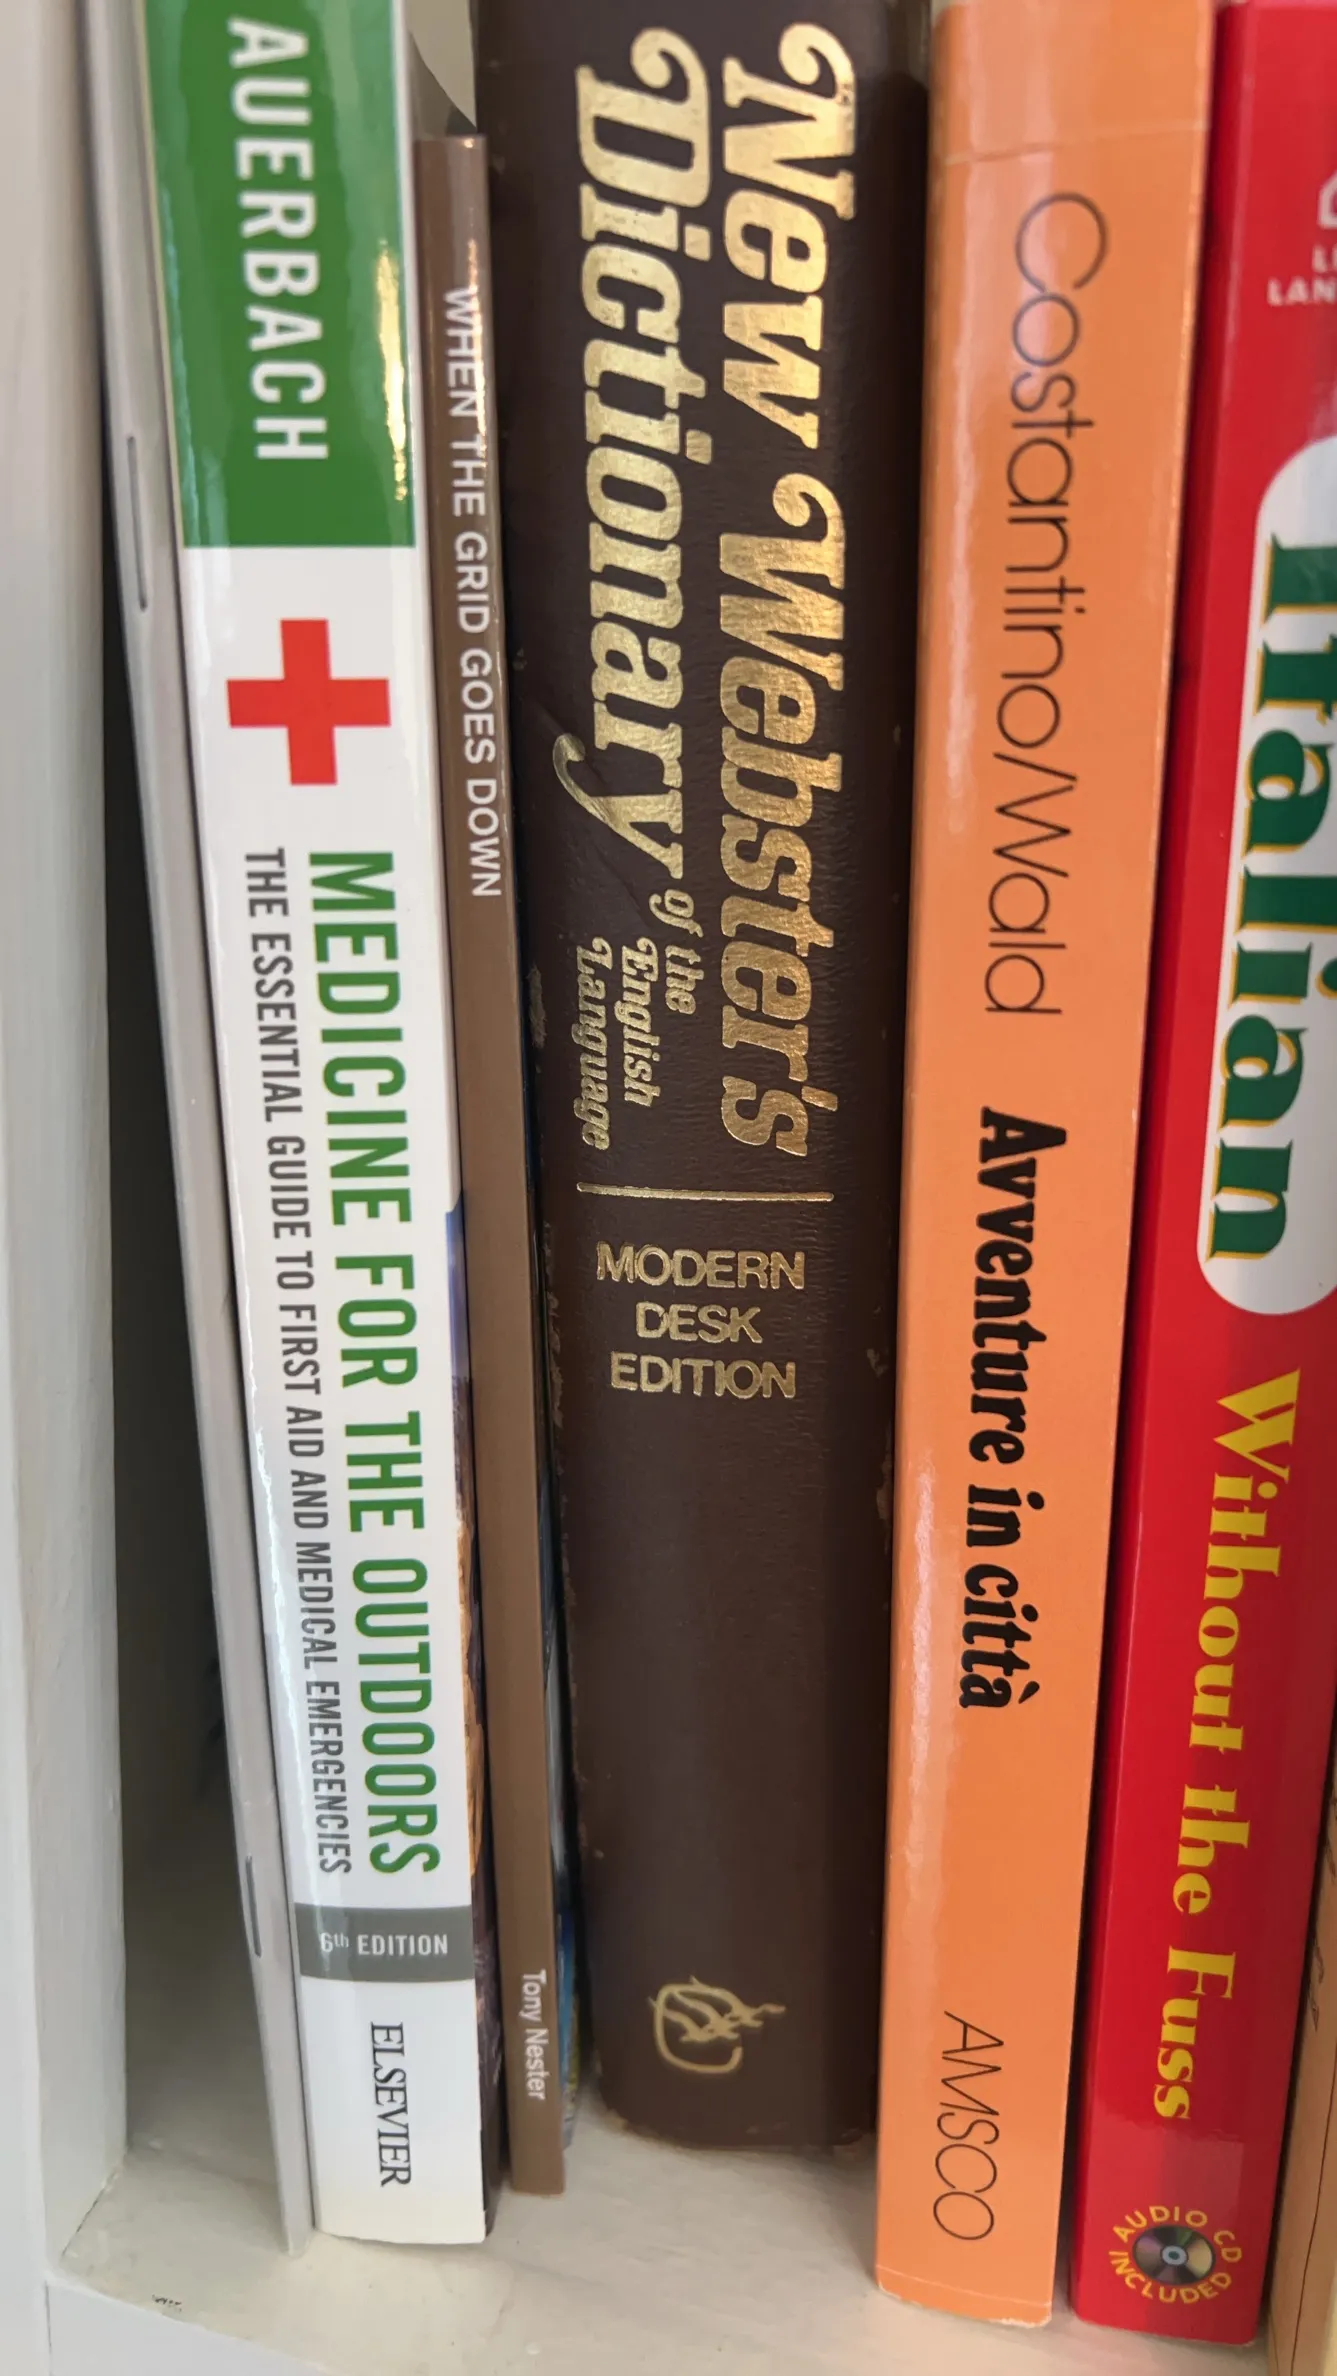 AUERBACH
MEDICINE FOR THE OUTDOORS
THE ESSENTIAL GUIDE TO FIRST AID AND MEDICAL EMERGENCIES
6th EDITION
ELSEVIER
WHEN THE GRID GOES DOWN
Tony Nester
New Webster's
Dictionary of the
English
Language
MODERN
DESK
EDITION
Costantino/Wald
Avventure in città
AMSCO
Italian
Without the Fuss
AUDIO CD
INCLUDED